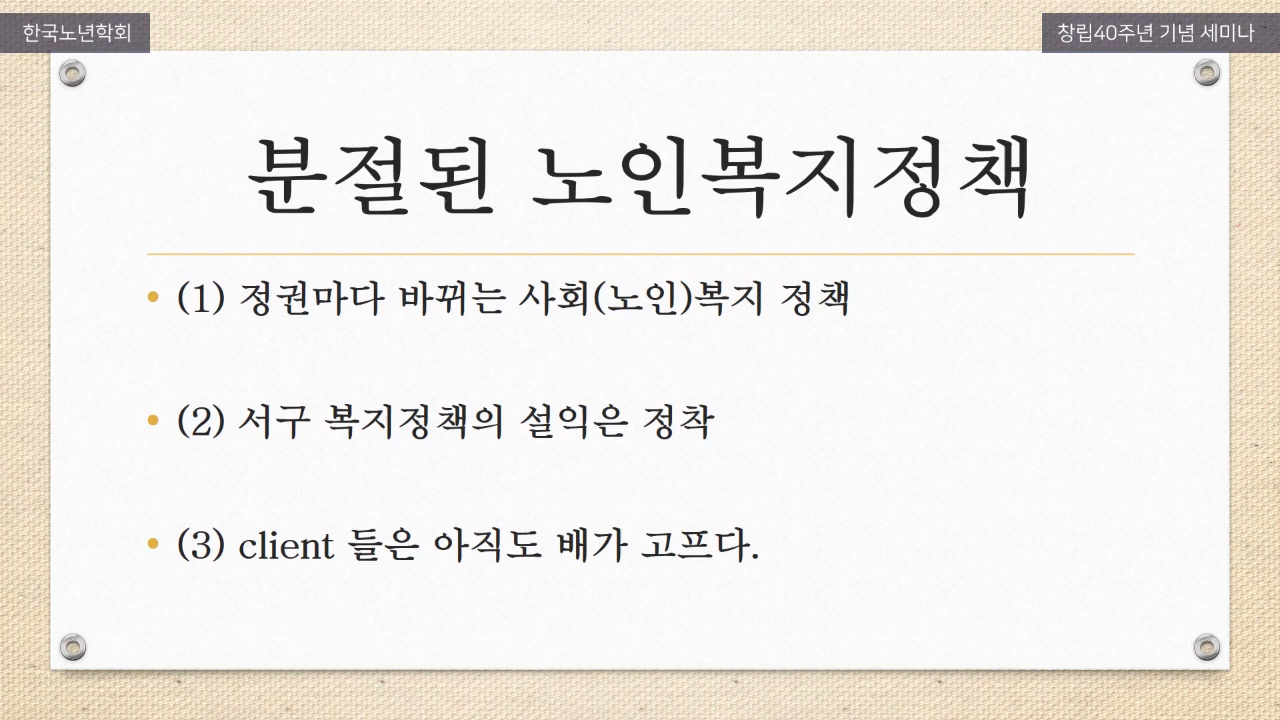 한국노년학회
창립40주년 기념 세미나
분절된 노인복지정책
• (1) 정권마다 바뀌는 사회(노인)복지 정책
• (2) 서구 복지정책의 설익은 정착
• (3) client 들은 아직도 배가 고프다.